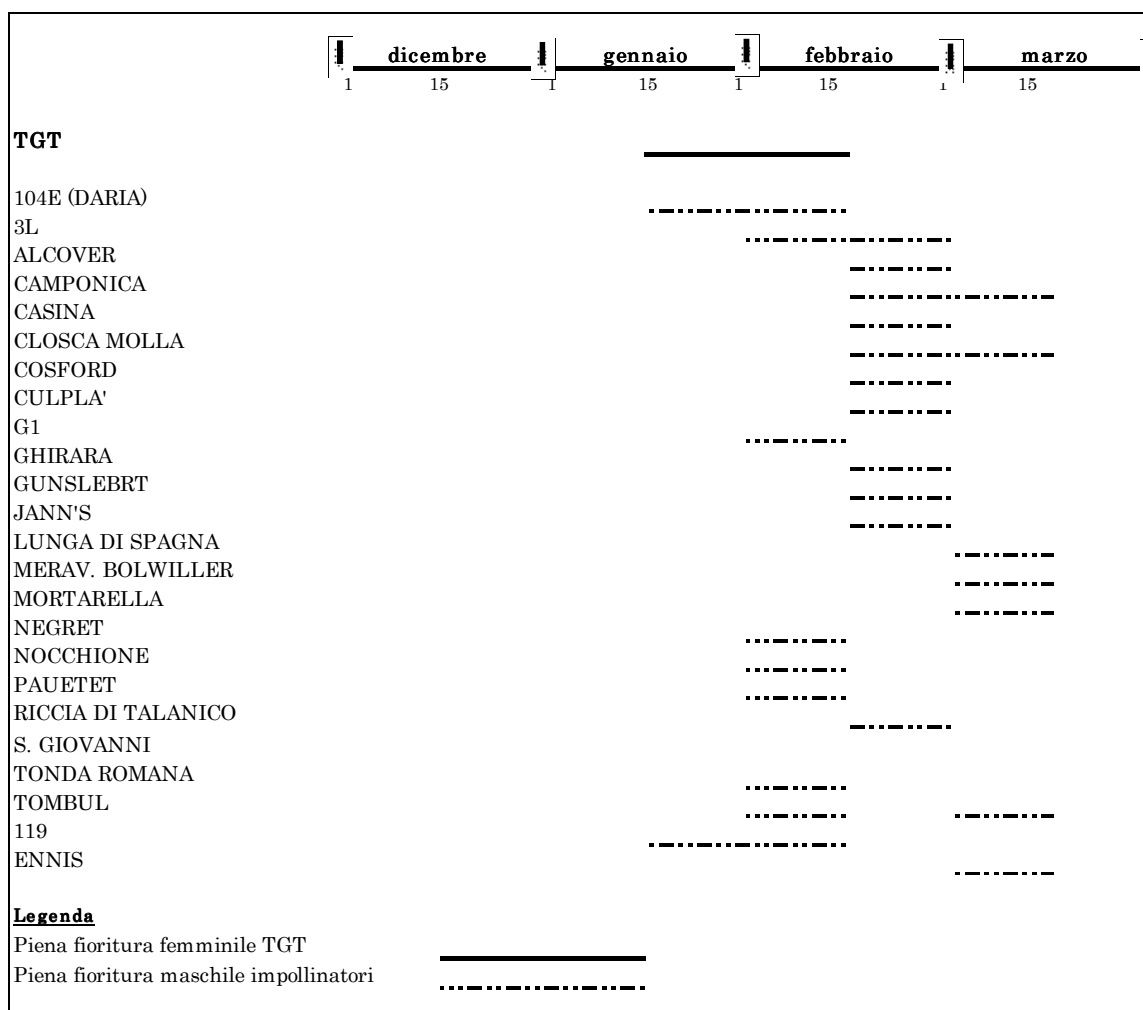 dicembre gennaio febbraio marzo
1 15 1 15 1 15 1 15
TGT
104E (DARIA)
3L
ALCOVER
CAMPONICA
CASINA
CLOSCA MOLLA
COSFORD
CULPLA'
G1
GHIRARA
GUNSLEBRT
JANN'S
LUNGA DI SPAGNA
MERAV. BOLWILLER
MORTARELLA
NEGRET
NOCCHIONE
PAUETET
RICCIA DI TALANICO
S. GIOVANNI
TONDA ROMANA
TOMBUL
119
ENNIS
Legenda
Piena fioritura femminile TGT
Piena fioritura maschile impollinatori